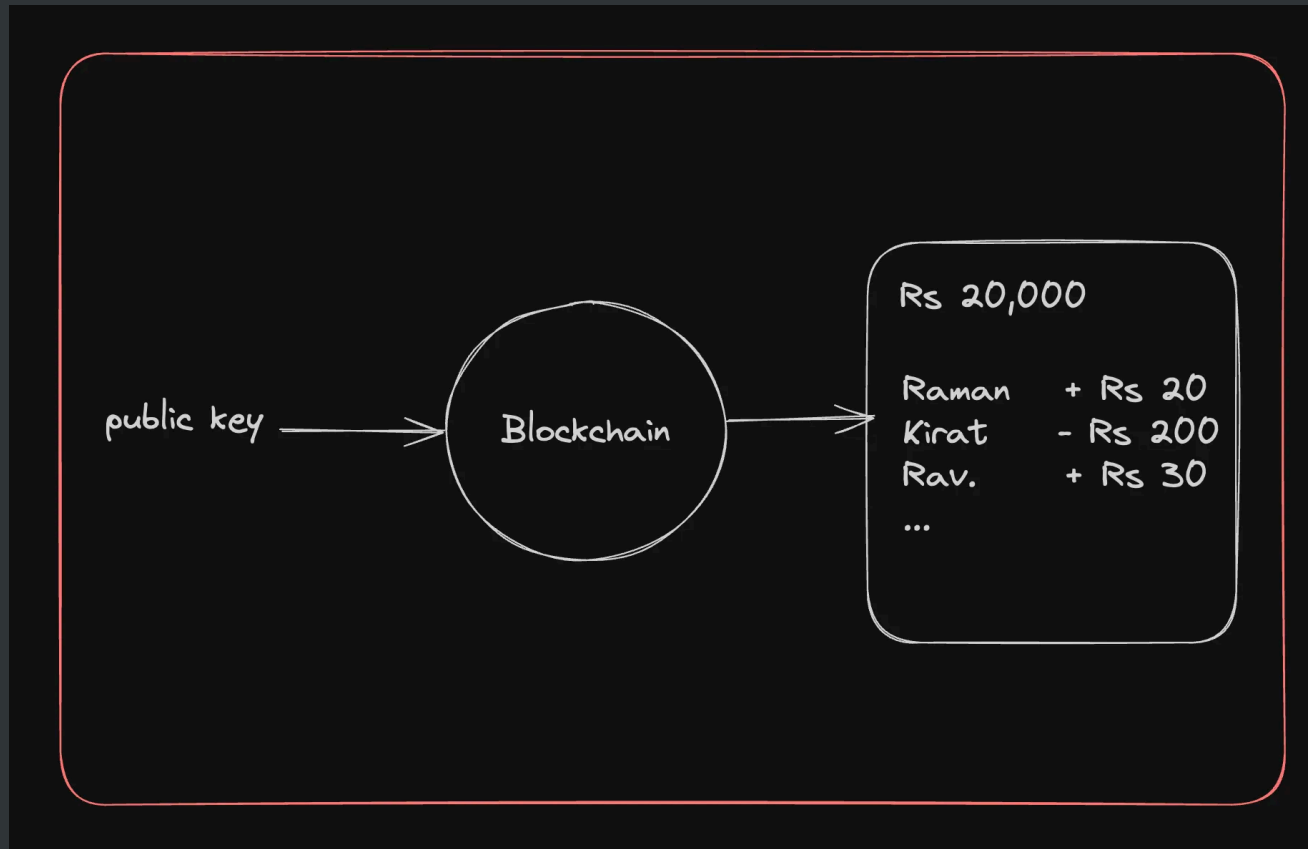 public key
Blockchain
Rs 20,000
Raman + Rs 20
Kirat - Rs 200
Rav. + Rs 30
...